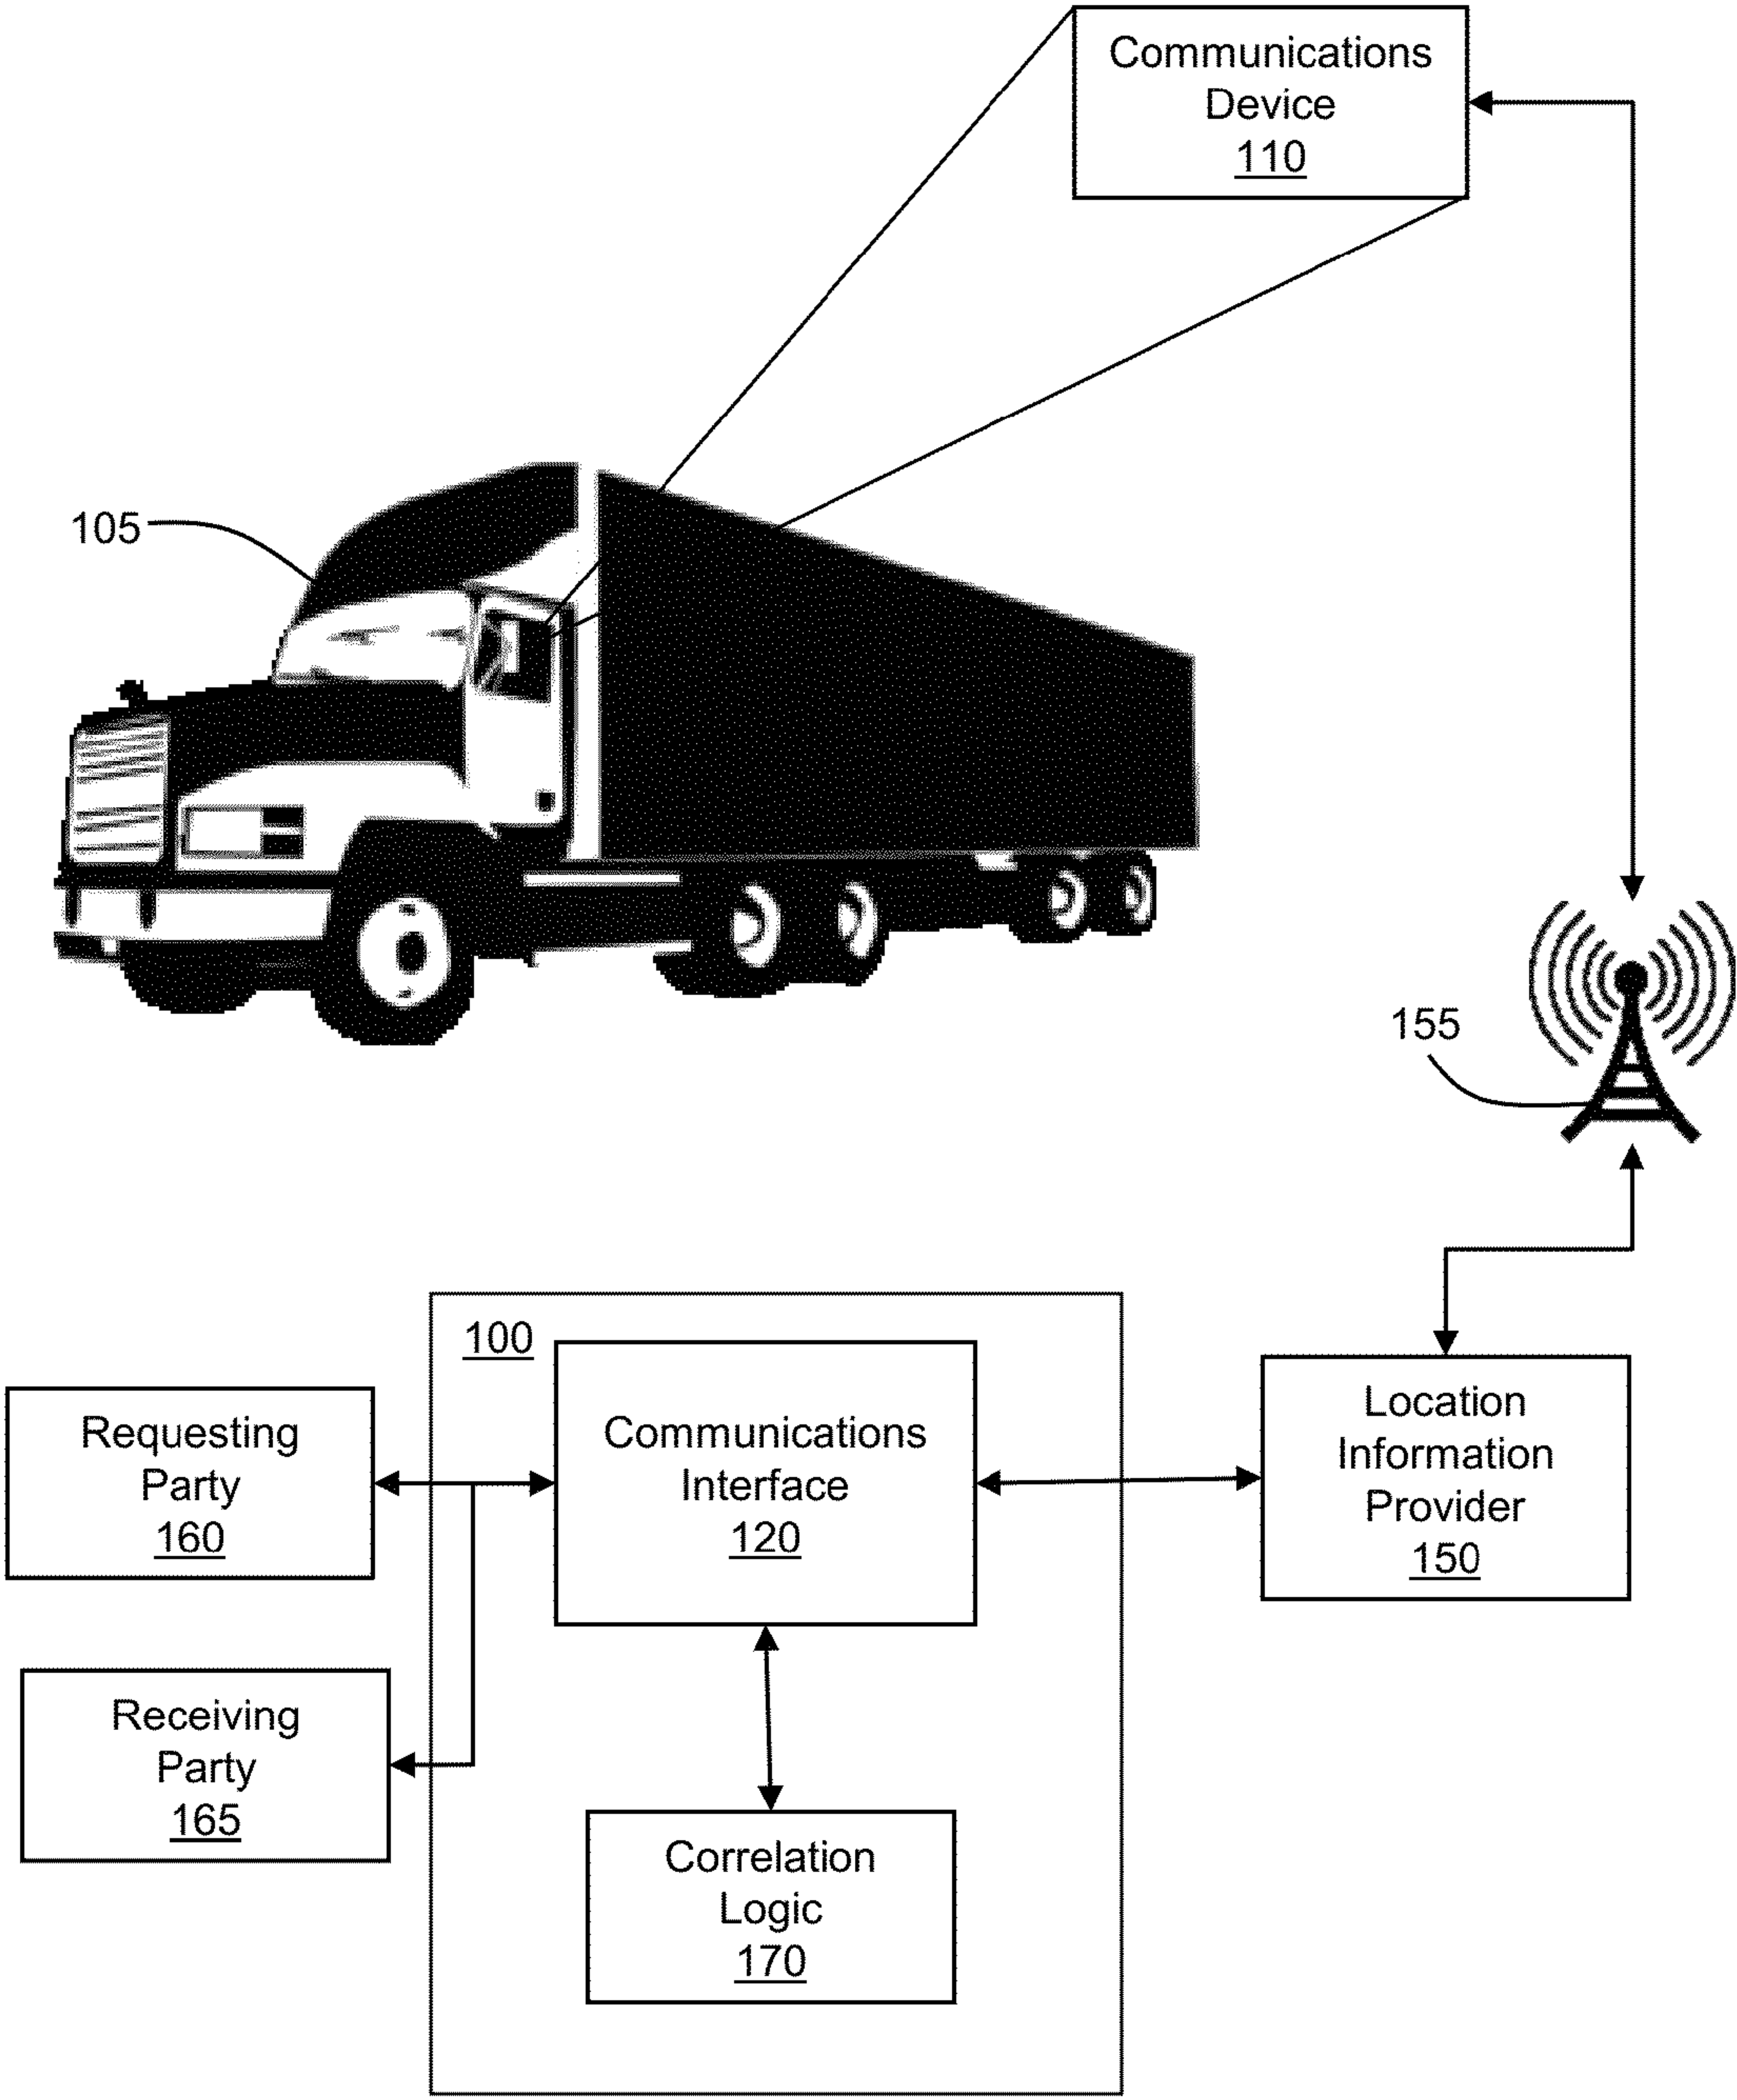 Communications
Device
110
105
155
100
Requesting
Party
160
Communications
Interface
120
Location
Information
Provider
150
Receiving
Party
165
Correlation
Logic
170